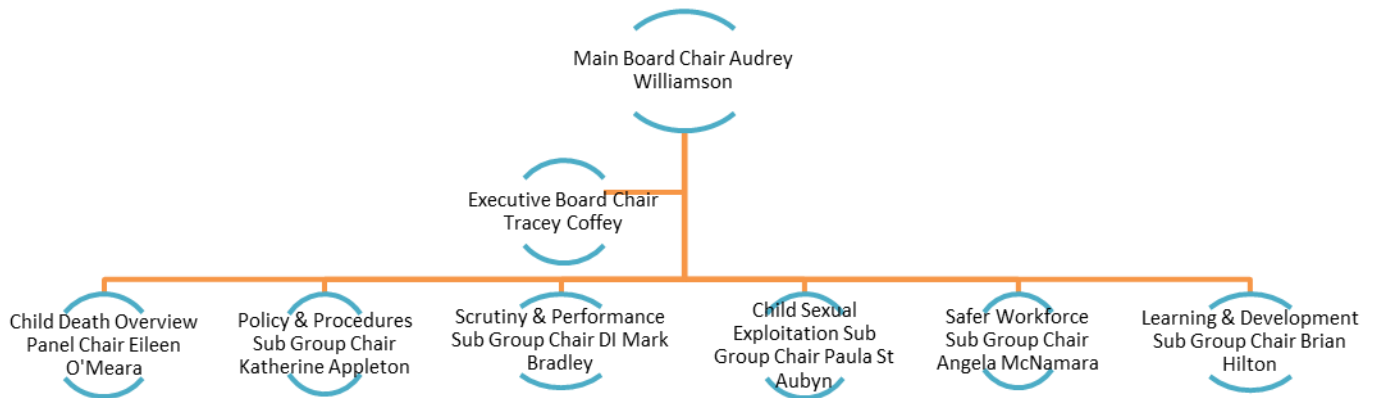 Main Board Chair Audrey
Williamson
Executive Board Chair
Tracey Coffey
Child Death Overview
Panel Chair Eileen
O'Meara
Policy & Procedures
Sub Group Chair
Katherine Appleton
Scrutiny & Performance
Sub Group Chair DI Mark
Bradley
Child Sexual
Exploitation Sub
Group Chair Paula St
Aubyn
Safer Workforce
Sub Group Chair
Angela McNamara
Learning & Development
Sub Group Chair Brian
Hilton